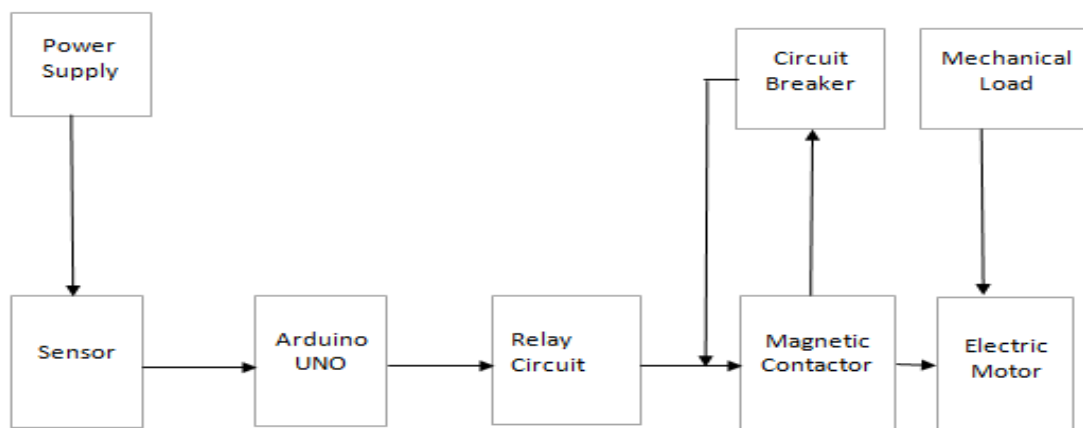 Power
Supply
Circuit
Breaker
Mechanical
Load
Sensor
Arduino
UNO
Relay
Circuit
Magnetic
Contactor
Electric
Motor